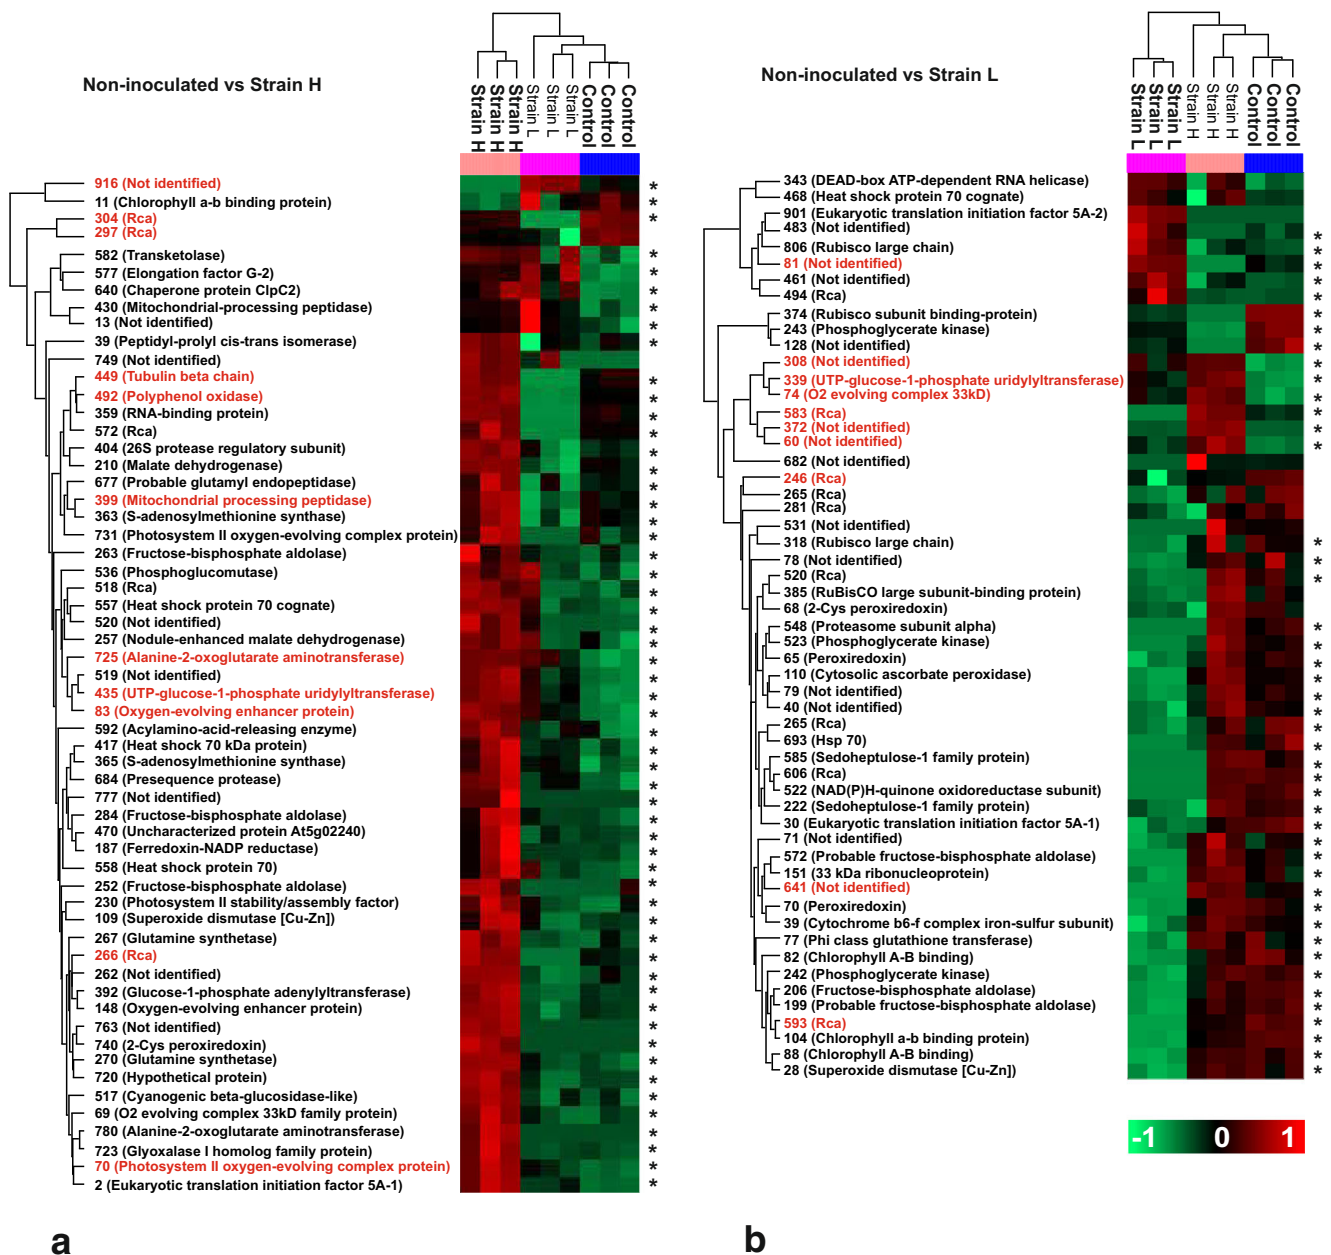 Non-inoculated vs Strain H
Strain H
Strain H
Strain H
Strain L
Strain L
Strain L
Control
Control
Control
916 (Not identified) *
11 (Chlorophyll a-b binding protein) *
304 (Rca) *
297 (Rca)
582 (Transketolase) *
577 (Elongation factor G-2) *
640 (Chaperone protein ClpC2) *
430 (Mitochondrial-processing peptidase) *
13 (Not identified) *
39 (Peptidyl-prolyl cis-trans isomerase) *
749 (Not identified)
449 (Tubulin beta chain) *
492 (Polyphenol oxidase) *
359 (RNA-binding protein) *
572 (Rca) *
404 (26S protease regulatory subunit) *
210 (Malate dehydrogenase) *
677 (Probable glutamyl endopeptidase) *
399 (Mitochondrial processing peptidase) *
363 (S-adenosylmethionine synthase) *
731 (Photosystem II oxygen-evolving complex protein) *
263 (Fructose-bisphosphate aldolase) *
536 (Phosphoglucomutase) *
518 (Rca) *
557 (Heat shock protein 70 cognate) *
520 (Not identified) *
257 (Nodule-enhanced malate dehydrogenase) *
725 (Alanine-2-oxoglutarate aminotransferase) *
519 (Not identified) *
435 (UTP-glucose-1-phosphate uridylyltransferase) *
83 (Oxygen-evolving enhancer protein) *
592 (Acylamino-acid-releasing enzyme) *
417 (Heat shock 70 kDa protein) *
365 (S-adenosylmethionine synthase) *
684 (Presequence protease) *
777 (Not identified) *
284 (Fructose-bisphosphate aldolase) *
470 (Uncharacterized protein At5g02240) *
187 (Ferredoxin-NADP reductase) *
558 (Heat shock protein 70) *
252 (Fructose-bisphosphate aldolase) *
230 (Photosystem II stability/assembly factor) *
109 (Superoxide dismutase [Cu-Zn]) *
267 (Glutamine synthetase) *
266 (Rca) *
262 (Not identified) *
392 (Glucose-1-phosphate adenylyltransferase) *
148 (Oxygen-evolving enhancer protein) *
763 (Not identified) *
740 (2-Cys peroxiredoxin) *
270 (Glutamine synthetase) *
720 (Hypothetical protein) *
517 (Cyanogenic beta-glucosidase-like) *
69 (O2 evolving complex 33kD family protein) *
780 (Alanine-2-oxoglutarate aminotransferase) *
723 (Glyoxalase I homolog family protein) *
70 (Photosystem II oxygen-evolving complex protein) *
2 (Eukaryotic translation initiation factor 5A-1) *
a
Non-inoculated vs Strain L
Strain L
Strain L
Strain L
Strain H
Strain H
Strain H
Control
Control
Control
343 (DEAD-box ATP-dependent RNA helicase)
468 (Heat shock protein 70 cognate)
901 (Eukaryotic translation initiation factor 5A-2)
483 (Not identified) *
806 (Rubisco large chain) *
81 (Not identified) *
461 (Not identified) *
494 (Rca) *
374 (Rubisco subunit binding-protein) *
243 (Phosphoglycerate kinase) *
128 (Not identified) *
308 (Not identified) *
339 (UTP-glucose-1-phosphate uridylyltransferase) *
74 (O2 evolving complex 33kD) *
583 (Rca) *
372 (Not identified) *
60 (Not identified) *
682 (Not identified)
246 (Rca)
265 (Rca)
281 (Rca)
531 (Not identified)
318 (Rubisco large chain) *
78 (Not identified) *
520 (Rca) *
385 (RuBisCO large subunit-binding protein)
68 (2-Cys peroxiredoxin)
548 (Proteasome subunit alpha) *
523 (Phosphoglycerate kinase) *
65 (Peroxiredoxin) *
110 (Cytosolic ascorbate peroxidase) *
79 (Not identified) *
40 (Not identified) *
265 (Rca) *
693 (Hsp 70) *
585 (Sedoheptulose-1 family protein) *
606 (Rca) *
522 (NAD(P)H-quinone oxidoreductase subunit) *
222 (Sedoheptulose-1 family protein) *
30 (Eukaryotic translation initiation factor 5A-1) *
71 (Not identified) *
572 (Probable fructose-bisphosphate aldolase) *
151 (33 kDa ribonucleoprotein) *
641 (Not identified) *
70 (Peroxiredoxin) *
39 (Cytochrome b6-f complex iron-sulfur subunit) *
77 (Phi class glutathione transferase) *
82 (Chlorophyll A-B binding) *
242 (Phosphoglycerate kinase) *
206 (Fructose-bisphosphate aldolase) *
199 (Probable fructose-bisphosphate aldolase) *
593 (Rca) *
104 (Chlorophyll a-b binding protein) *
88 (Chlorophyll A-B binding) *
28 (Superoxide dismutase [Cu-Zn]) *
-1 0 1
b